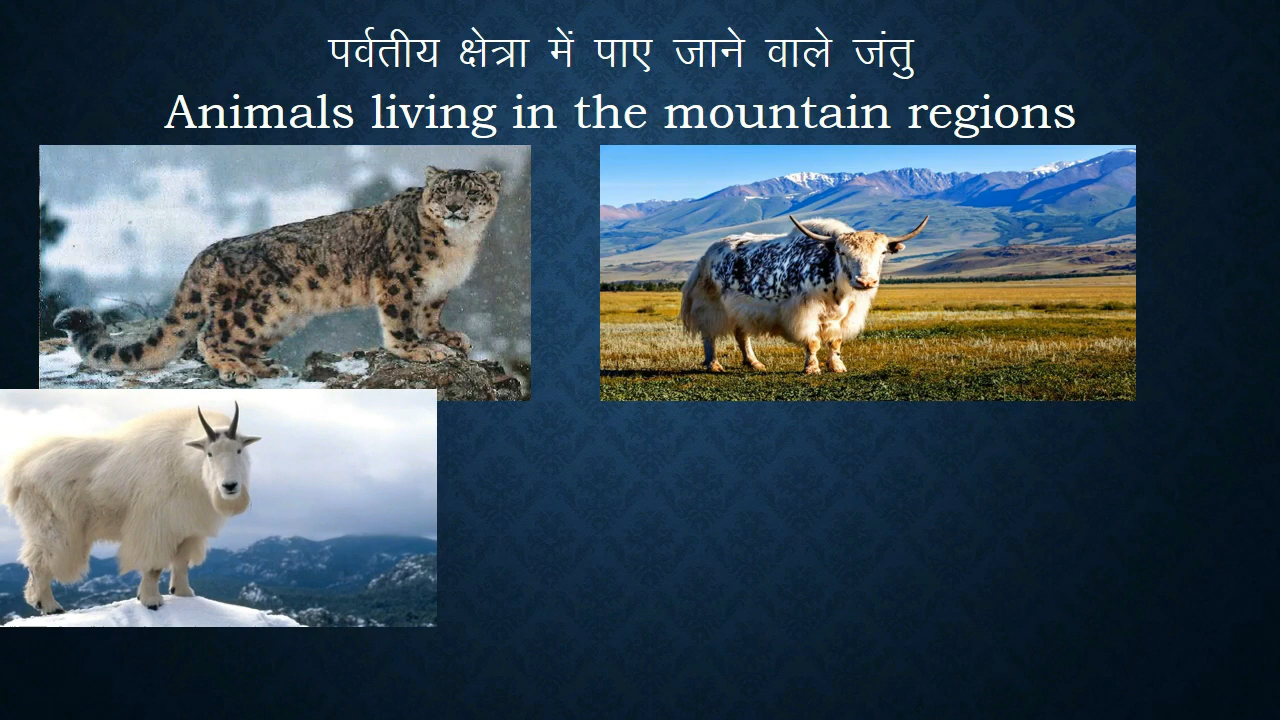 पर्वतीय क्षेत्रा में पाए जाने वाले जंतु
Animals living in the mountain regions